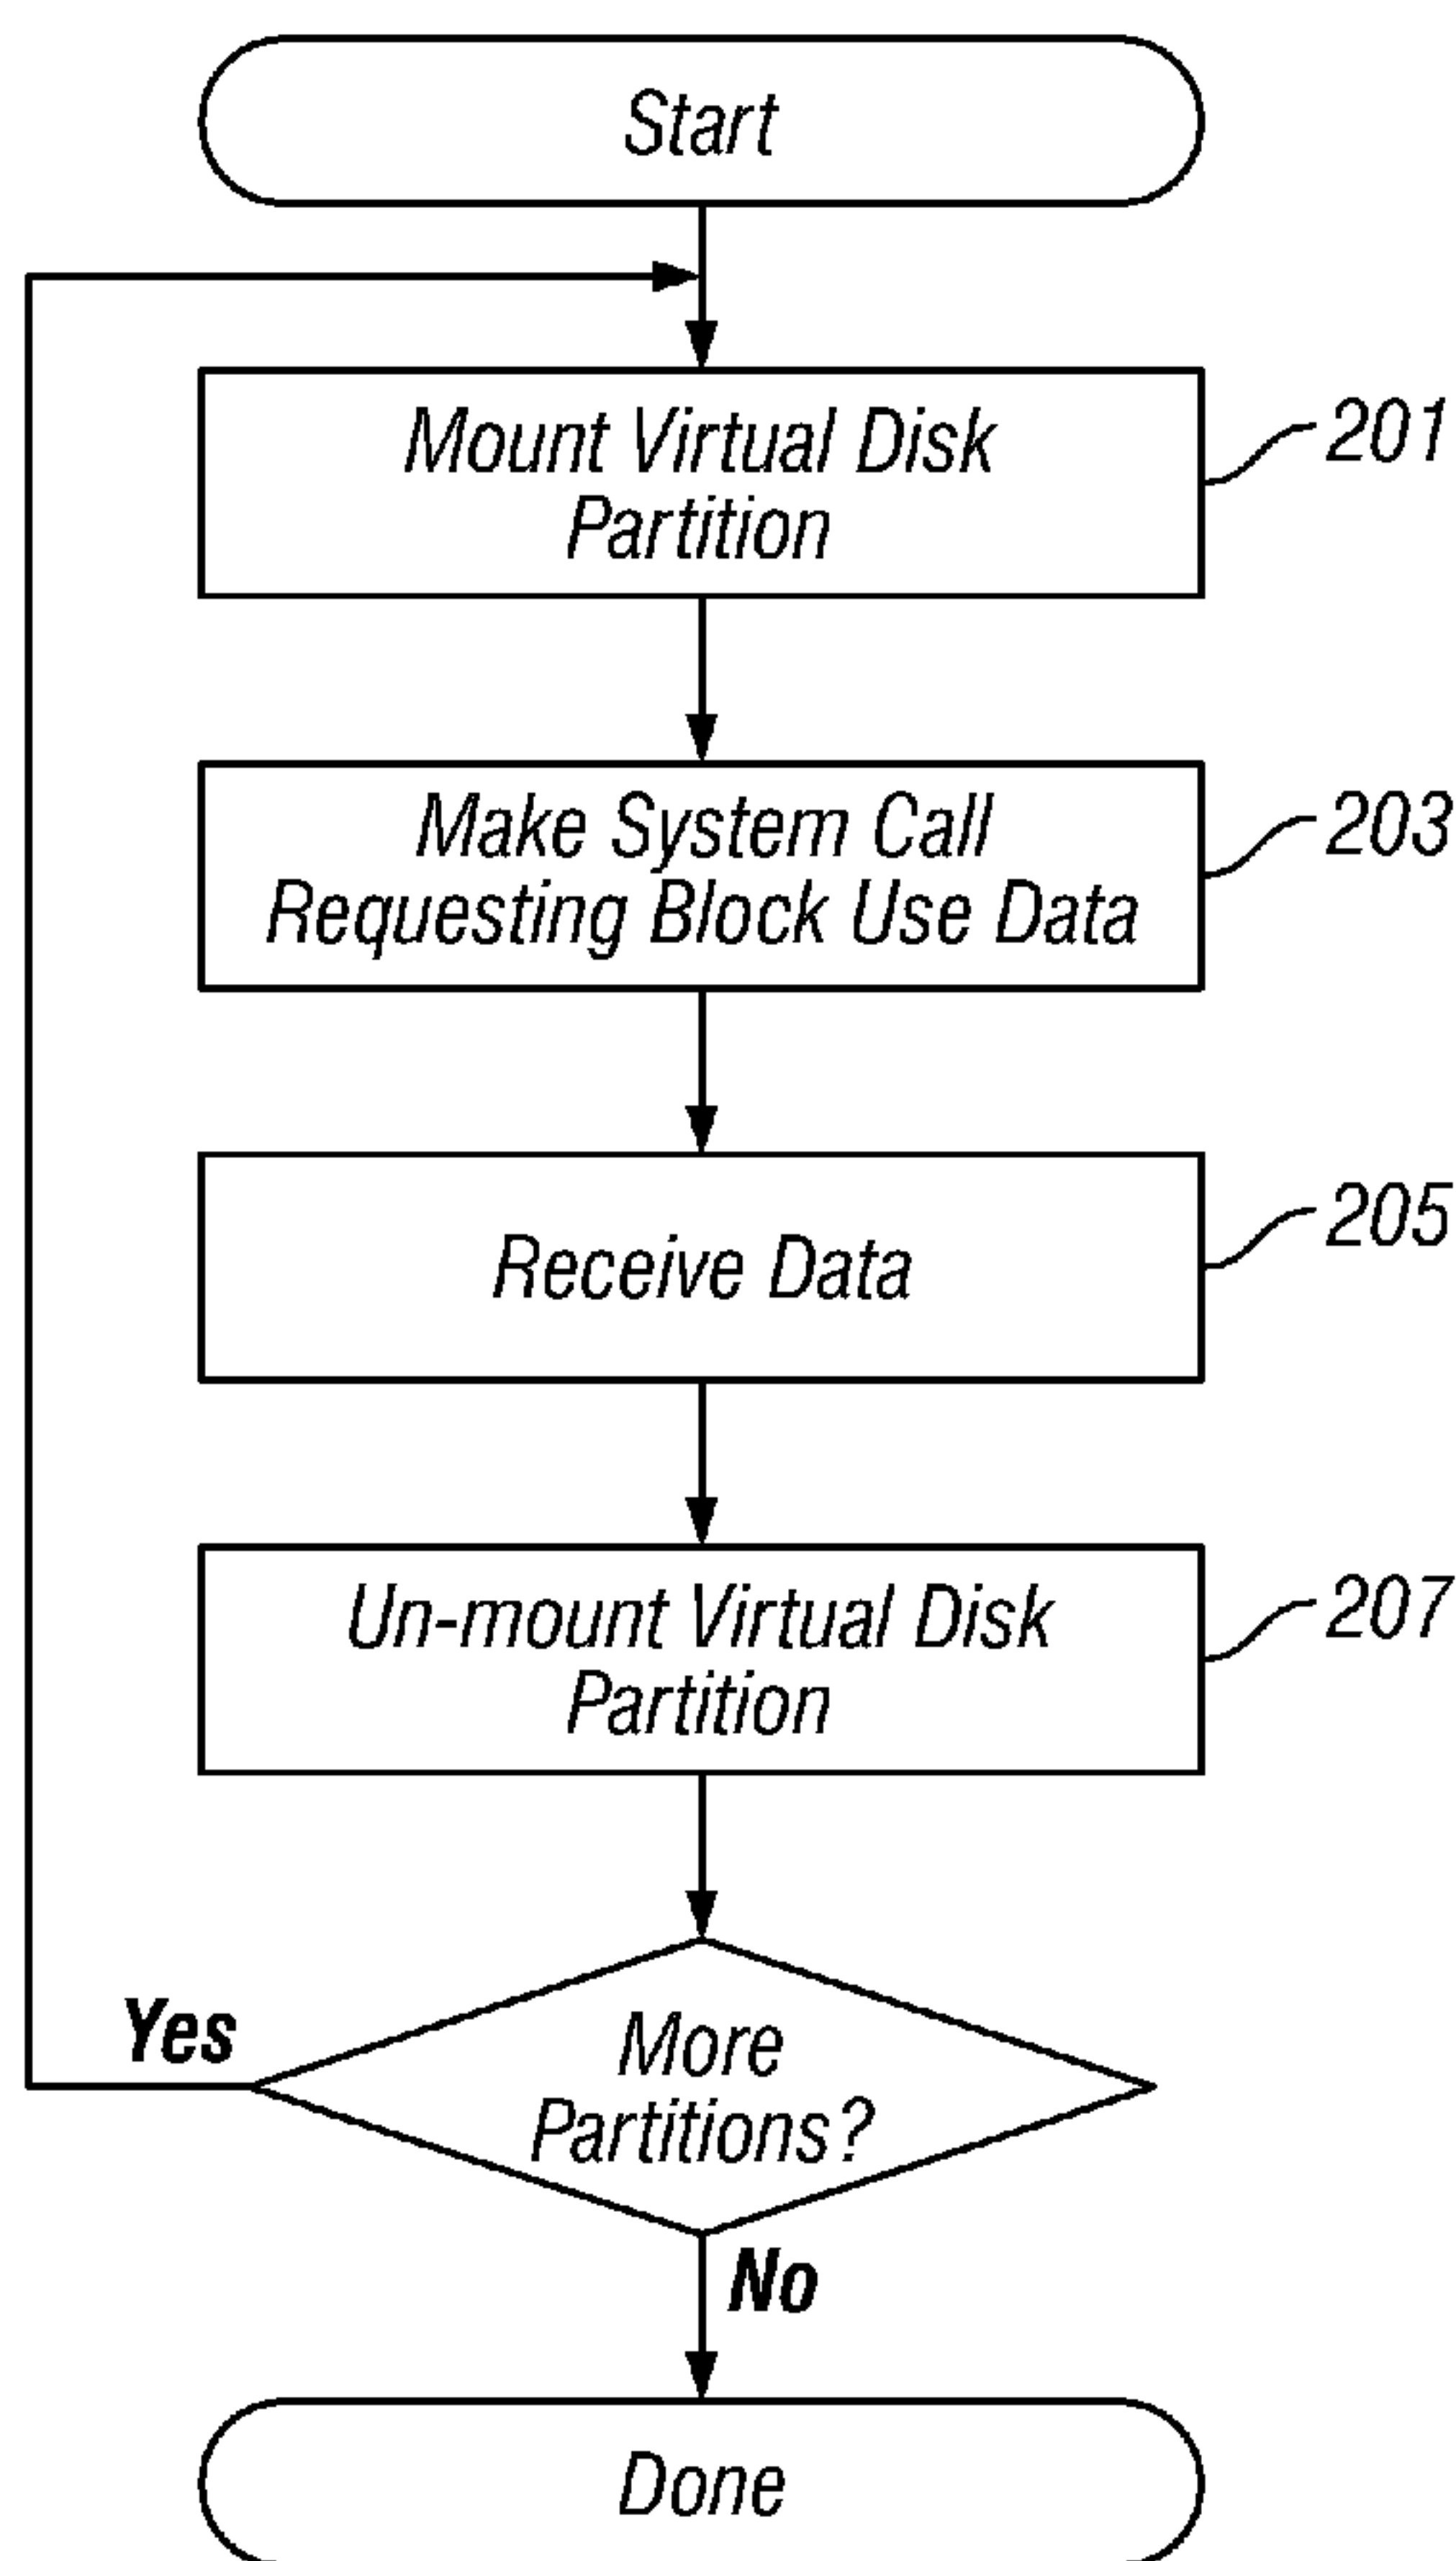 Start
Mount Virtual Disk
Partition
201
Make System Call
Requesting Block Use Data
203
Receive Data
205
Un-mount Virtual Disk
Partition
207
More
Partitions?
Yes
No
Done